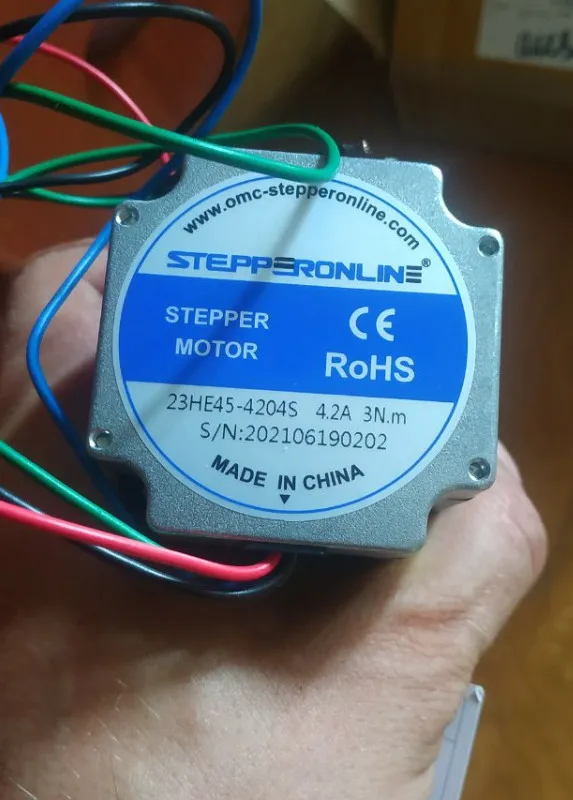 www.omc-stepperonline.com
STEPPERONLINE®
STEPPER
MOTOR
CE
RoHS
23HE45-4204S 4.2A 3N.m
S/N:202106190202
MADE IN CHINA